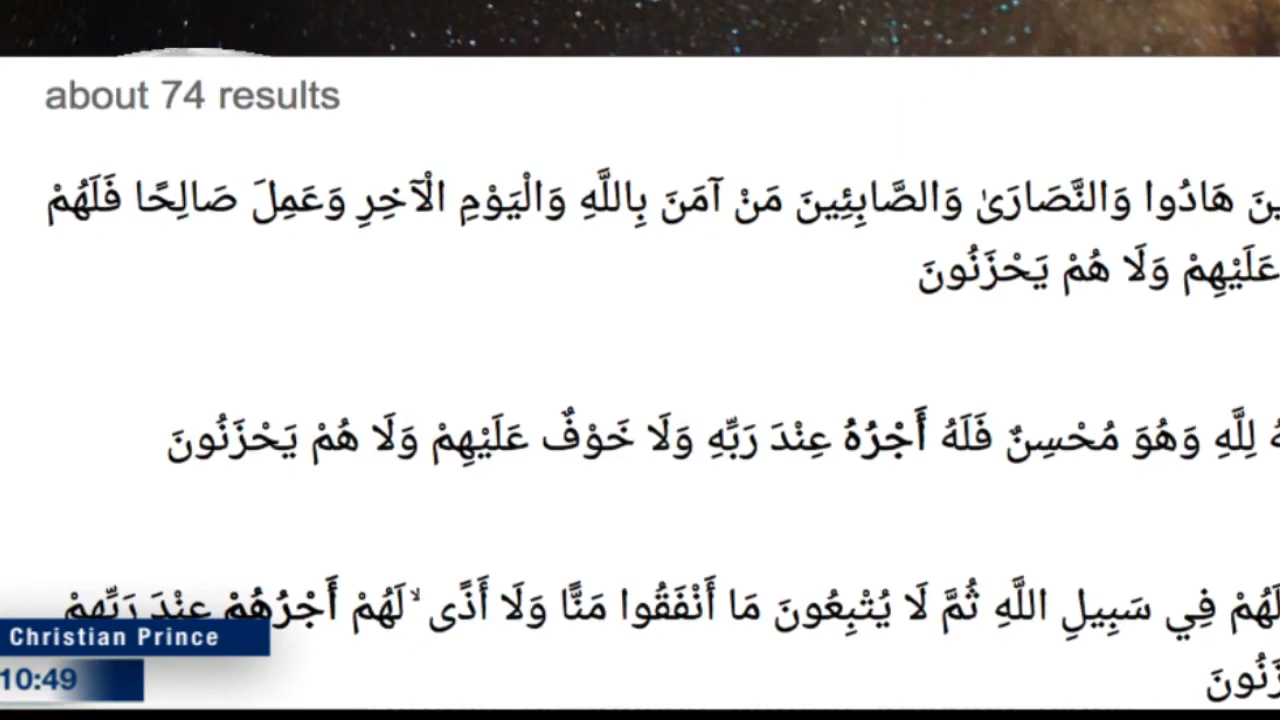 about 74 results
ينَ هَادُوا وَالنَّصَارَىٰ وَالصَّابِئِينَ مَنْ آمَنَ بِاللَّهِ وَالْيَوْمِ الْآخِرِ وَعَمِلَ صَالِحًا فَلَهُمْ
عَلَيْهِمْ وَلَا هُمْ يَحْزَنُونَ
هُ لِلَّهِ وَهُوَ مُحْسِنٌ فَلَهُ أَجْرُهُ عِنْدَ رَبِّهِ وَلَا خَوْفٌ عَلَيْهِمْ وَلَا هُمْ يَحْزَنُونَ
لَهُمْ فِي سَبِيلِ اللَّهِ ثُمَّ لَا يُتْبِعُونَ مَا أَنْفَقُوا مَنًّا وَلَا أَذًى ۙ لَهُمْ أَجْرُهُمْ عِنْدَ رَبِّهِمْ
زَنُونَ
Christian Prince
10:49